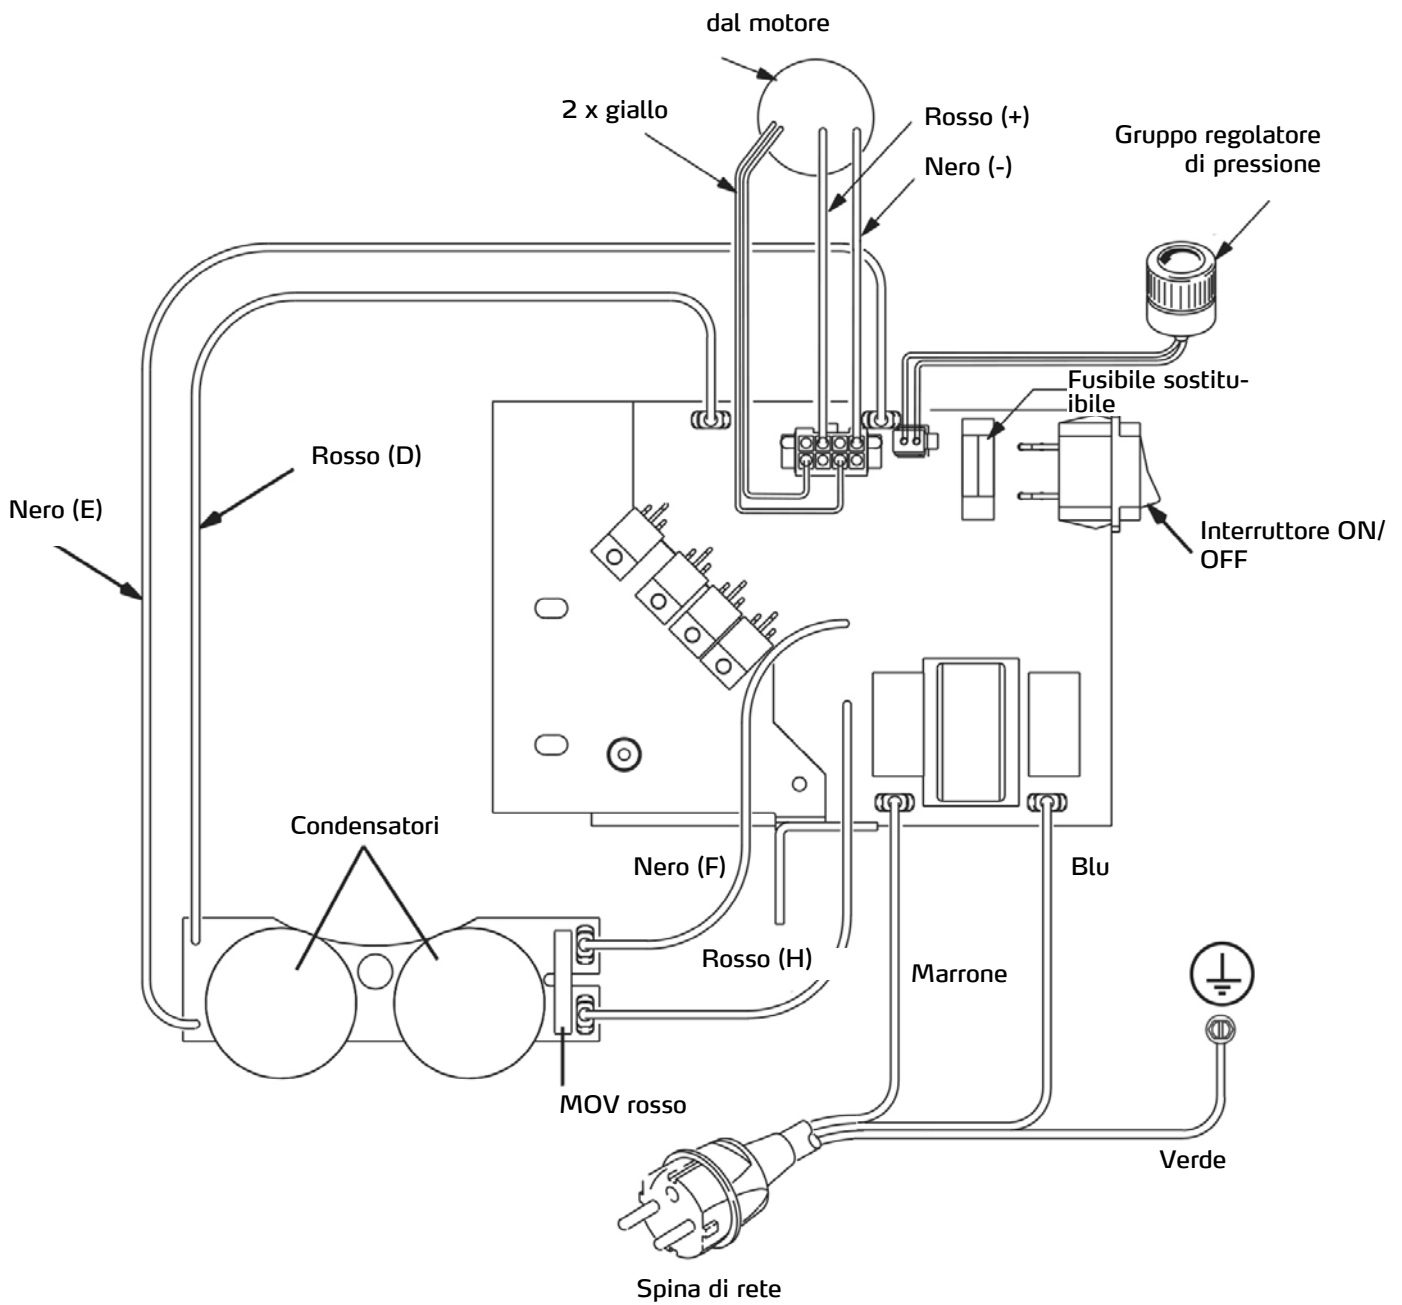 dal motore
2 x giallo
Rosso (+)
Nero (-)
Gruppo regolatore
di pressione
Fusibile sostitu-
ibile
Rosso (D)
Nero (E)
Interruttore ON/
OFF
Condensatori
Nero (F)
Blu
Rosso (H)
Marrone
MOV rosso
Verde
Spina di rete